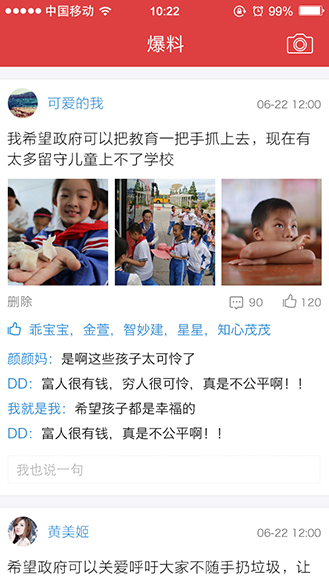 中国移动 10:22 99%
爆料
可爱的我 06-22 12:00
我希望政府可以把教育一把手抓上去，现在有
太多留守儿童上不了学校
删除 90 120
乖宝宝，金萱，智妙建，星星，知心茂茂
颜颜妈：是啊这些孩子太可怜了
DD：富人很有钱，穷人很可怜，真是不公平啊！！
我就是我：希望孩子都是幸福的
DD：富人很有钱，真是不公平啊！！
我也说一句
黄美姬 06-22 12:00
希望政府可以关爱呼吁大家不随手扔垃圾，让